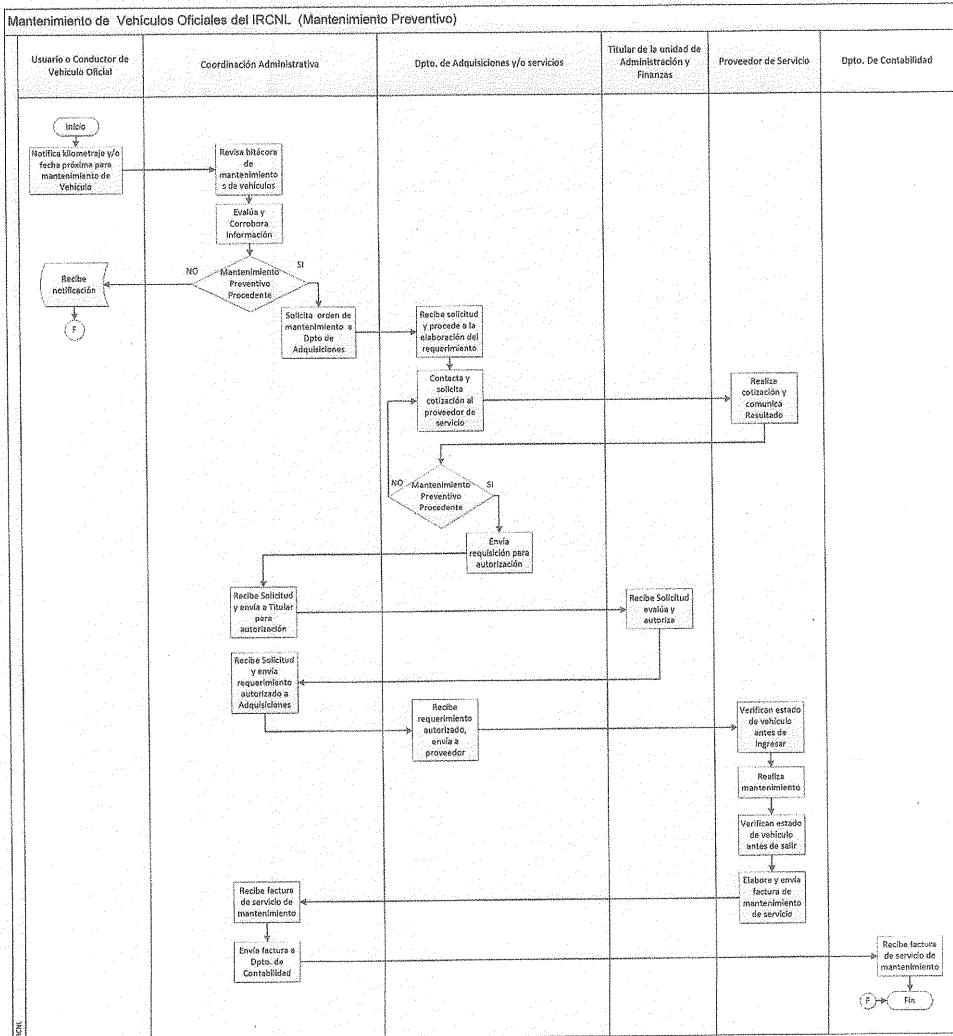 Mantenimiento de Vehículos Oficiales del IRCNL (Mantenimiento Preventivo)
Usuario o Conductor de
Vehiculo Oficial
Coordinación Administrativa
Dpto. de Adquisiciones y/o servicios
Titular de la unidad de
Administración y
Finanzas
Proveedor de Servicio
Dpto. De Contabilidad
Inicio
Notifica kilometraje y/o
fecha próxima para
mantenimiento de
Vehículo
Revisa bitácora
de
mantenimiento
s de vehículos
Evalúa y
Corrobora
Información
NO
Mantenimiento
Preventivo
Procedente
SI
Recibe
notificación
F
Solicita orden de
mantenimiento a
Dpto de
Adquisiciones
Recibe solicitud
y procede a la
elaboración del
requerimiento
Contacta y
solicita
cotización al
proveedor de
servicio
Realiza
cotización y
comunica
Resultado
NO
Mantenimiento
Preventivo
Procedente
SI
Envía
requisición para
autorización
Recibe Solicitud
y envía a Titular
para
autorización
Recibe Solicitud
evalúa y
autoriza
Recibe Solicitud
y envía
requerimiento
autorizado a
Adquisiciones
Recibe
requerimiento
autorizado,
envía a
proveedor
Verifican estado
de vehículo
antes de
ingresar
Realiza
mantenimiento
Verifican estado
de vehículo
antes de salir
Elabora y envía
factura de
mantenimiento
de servicio
Recibe factura
de servicio de
mantenimiento
Envía factura a
Dpto. de
Contabilidad
Recibe factura
de servicio de
mantenimiento
F
Fin
IRCNL